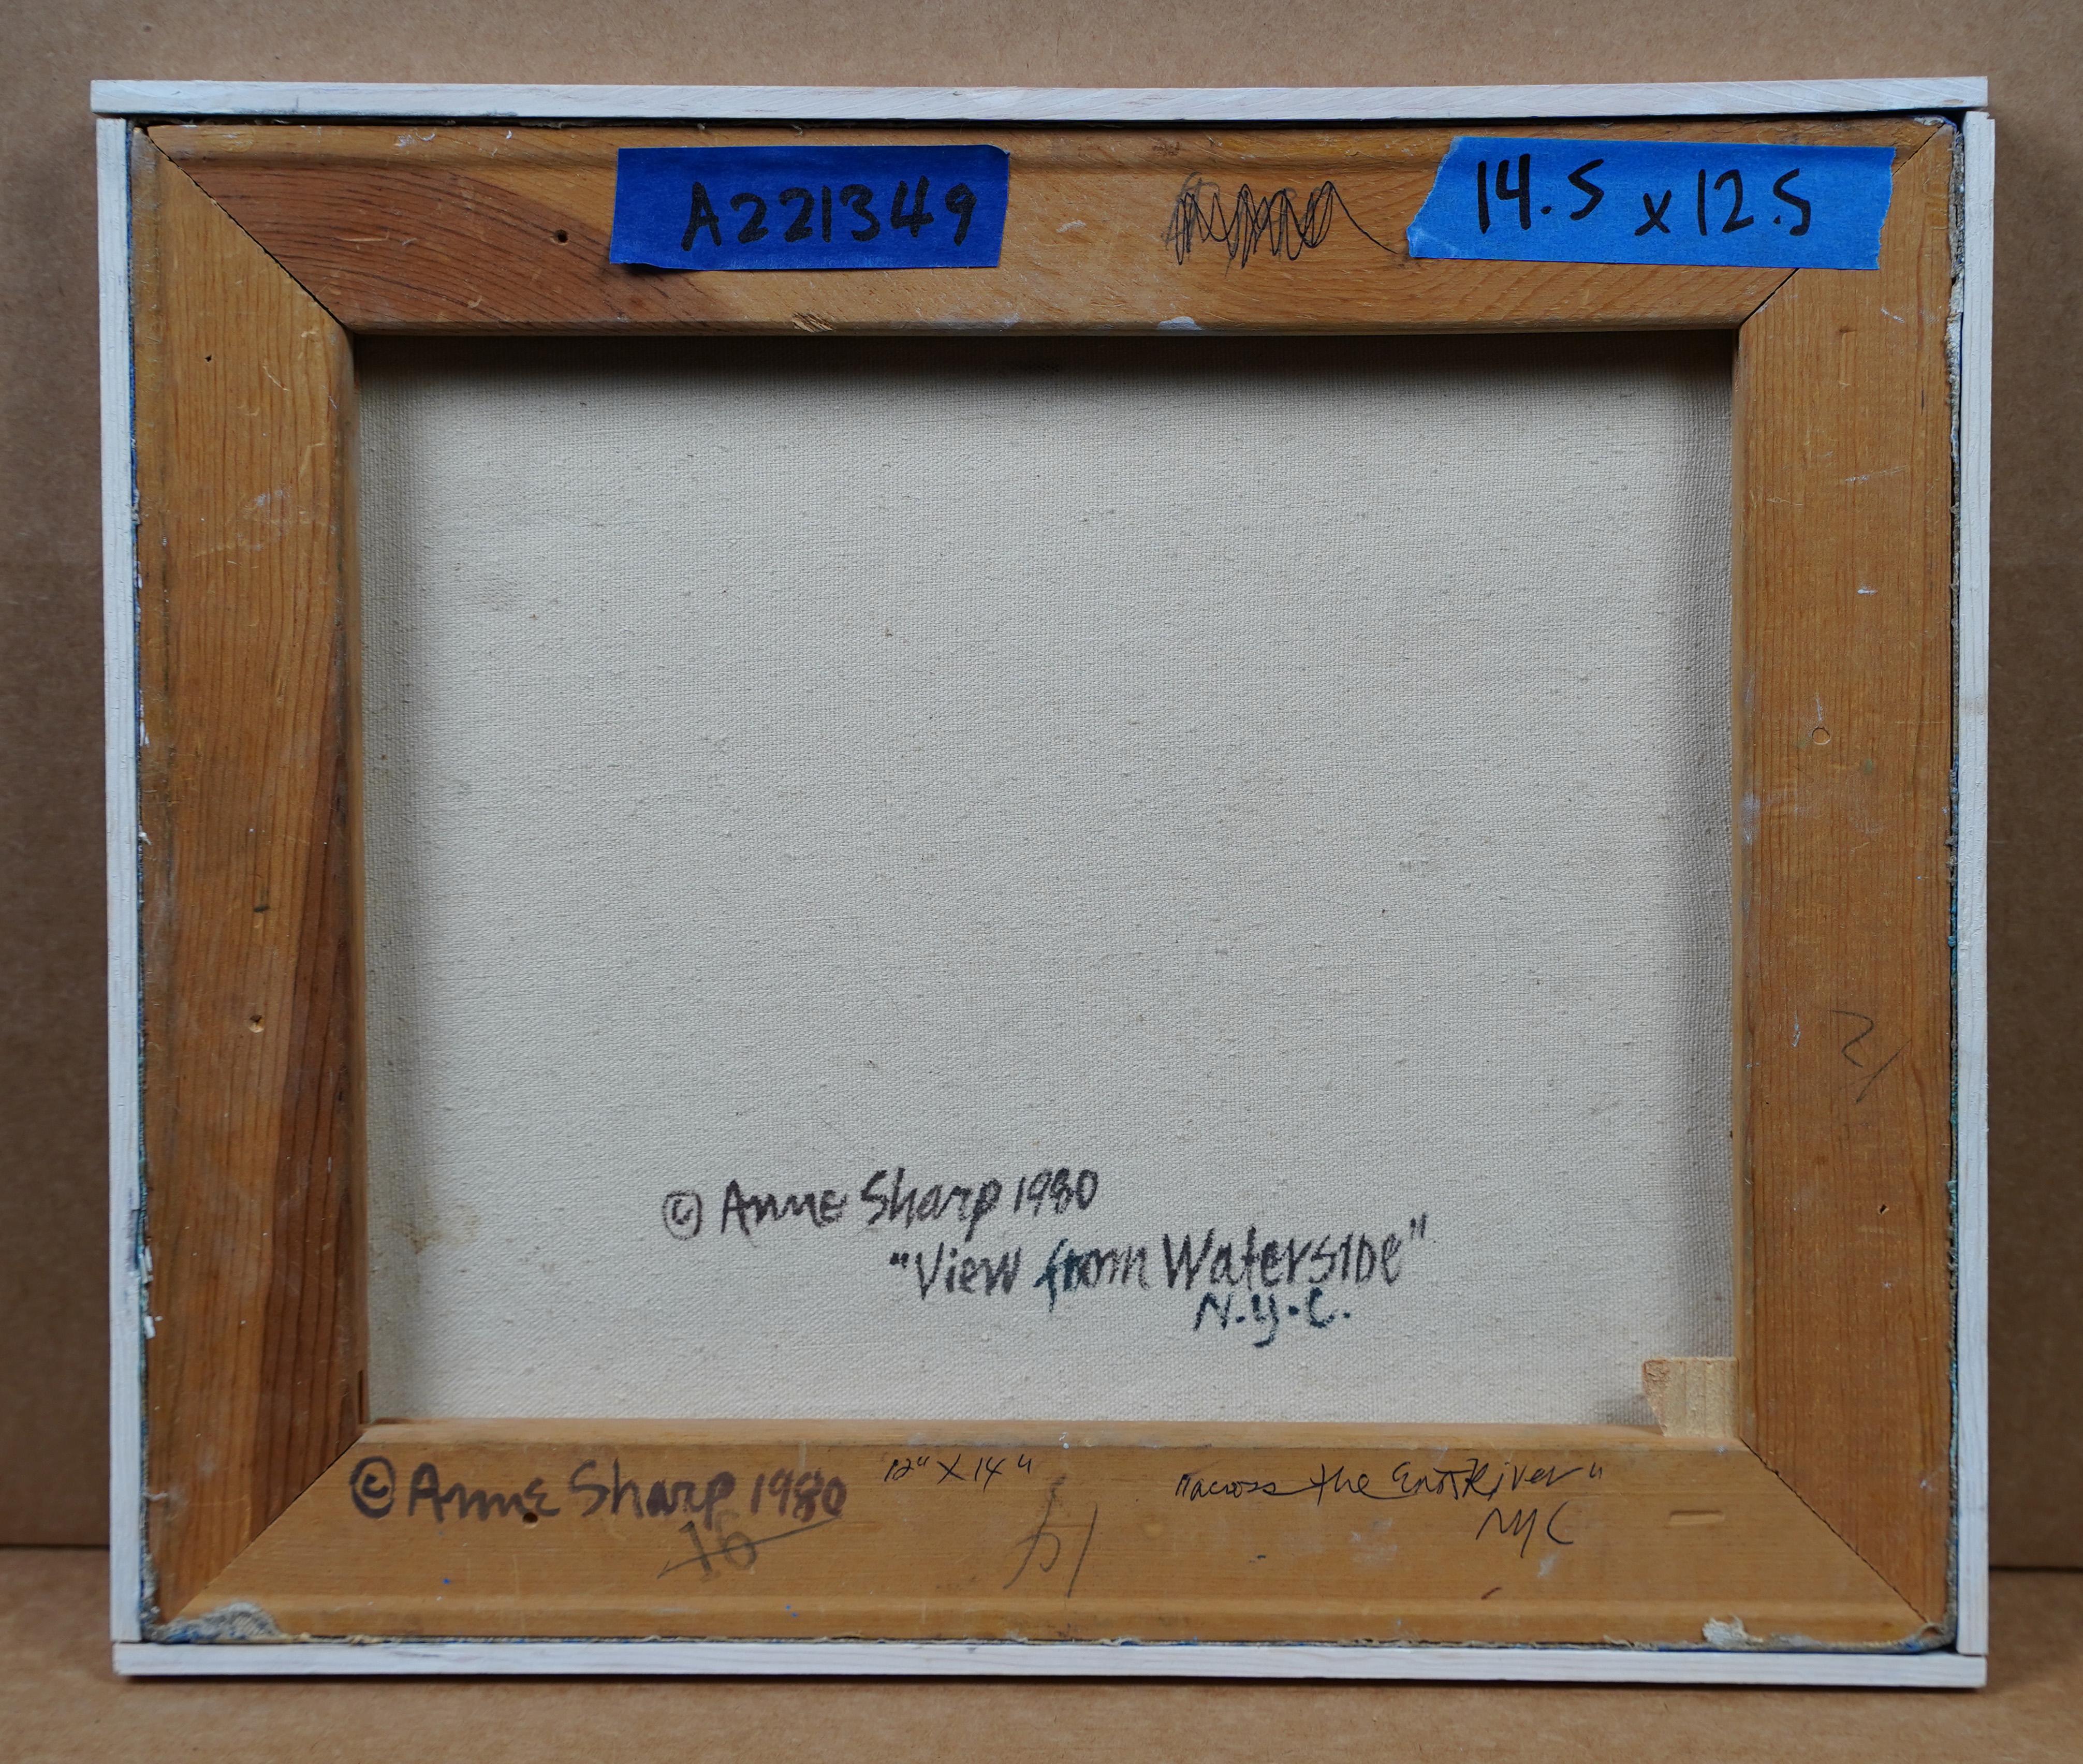 A221349
14.5 x 12.5
© Anne Sharp 1980
"View from Waterside"
N.Y.C.
© Anne Sharp 1980 12" X 14" "across the East River"
NYC
16